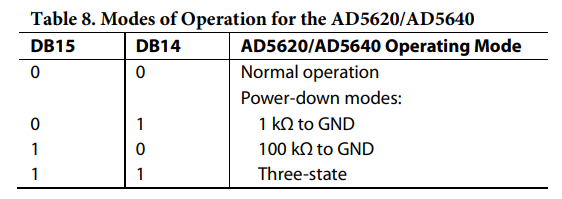 Table 8. Modes of Operation for the AD5620/AD5640
DB15 DB14 AD5620/AD5640 Operating Mode
0 0 Normal operation
Power-down modes:
0 1 1 kΩ to GND
1 0 100 kΩ to GND
1 1 Three-state